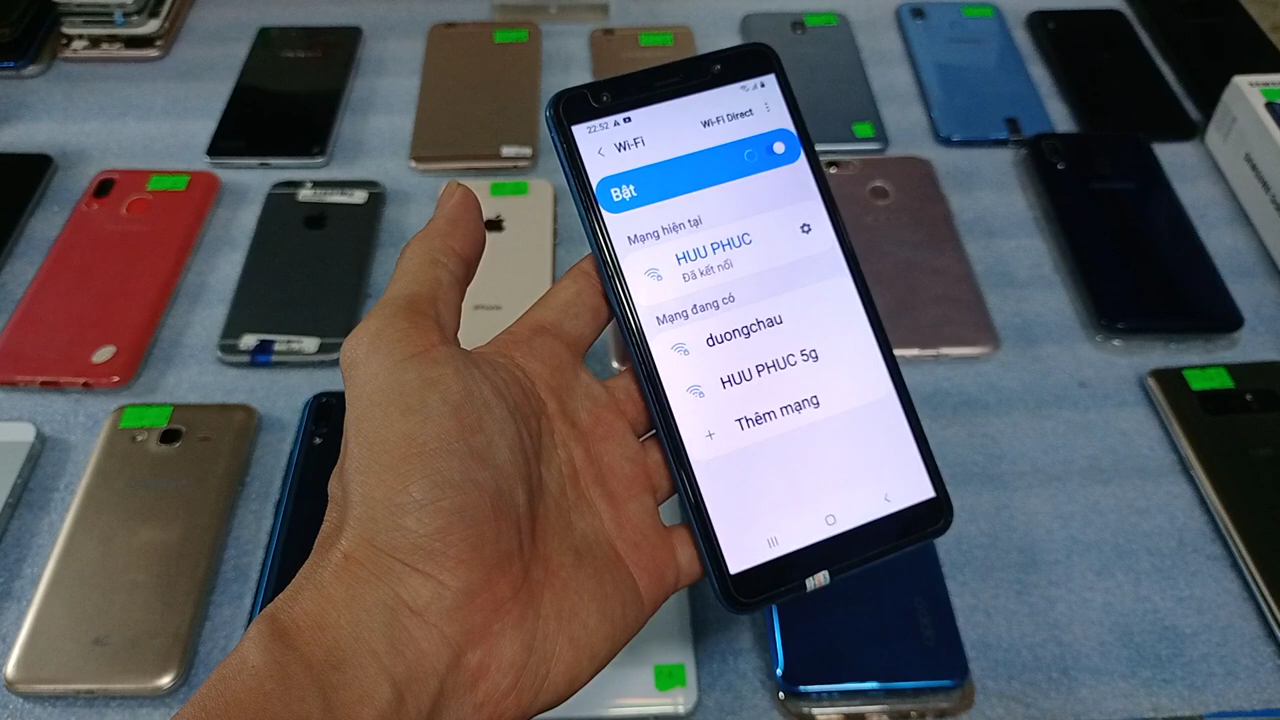 22:52
Wi-Fi
Wi-Fi Direct
Bật
Mạng hiện tại
HUU PHUC
Đã kết nối
Mạng đang có
duongchau
HUU PHUC 5g
Thêm mạng
iPhone